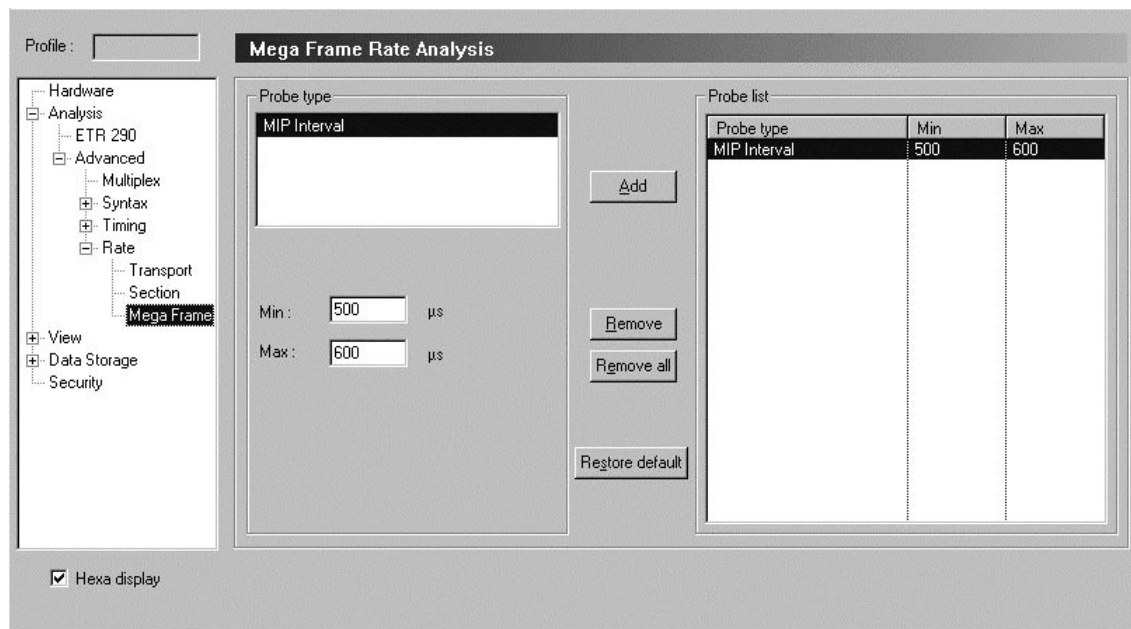 Profile :
Mega Frame Rate Analysis
Hardware
Analysis
ETR 290
Advanced
Multiplex
Syntax
Timing
Rate
Transport
Section
Mega Frame
View
Data Storage
Security
Probe type
MIP Interval
Min : 500 µs
Max : 600 µs
Add
Remove
Remove all
Restore default
Probe list
Probe type Min Max
MIP Interval 500 600
Hexa display